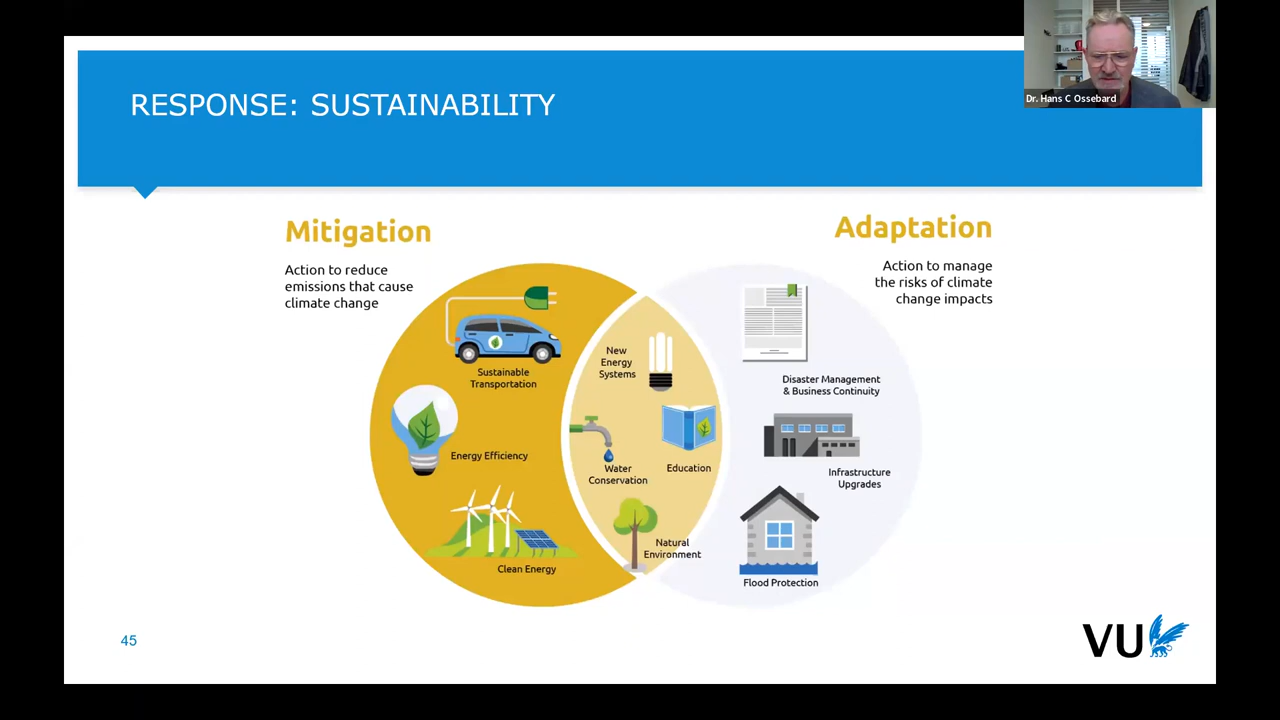 Dr. Hans C Ossebard
RESPONSE: SUSTAINABILITY
Mitigation
Action to reduce
emissions that cause
climate change
Adaptation
Action to manage
the risks of climate
change impacts
Sustainable
Transportation
Energy Efficiency
Clean Energy
New
Energy
Systems
Water
Conservation
Education
Natural
Environment
Disaster Management
& Business Continuity
Infrastructure
Upgrades
Flood Protection
45
VU